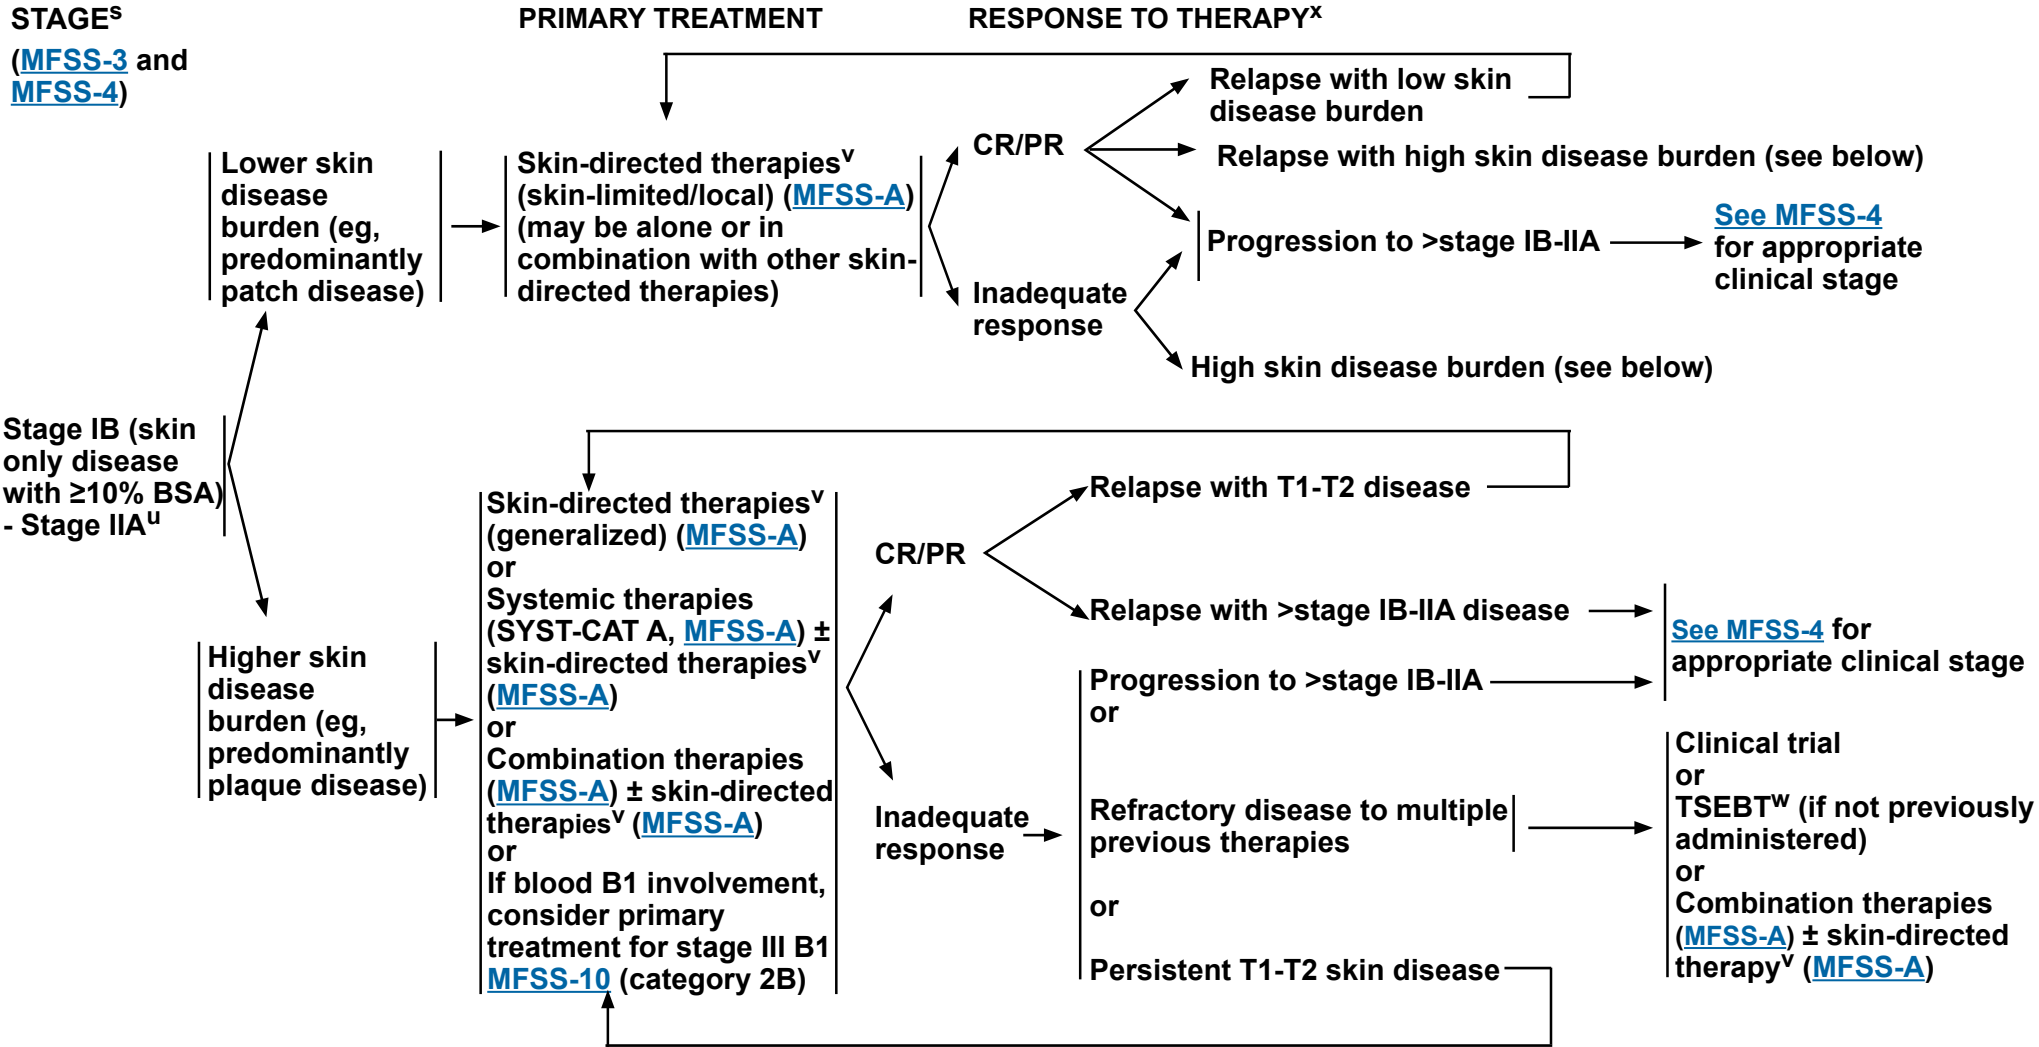 STAGEˢ
(MFSS-3 and
MFSS-4)
PRIMARY TREATMENT
RESPONSE TO THERAPYˣ
Lower skin
disease
burden (eg,
predominantly
patch disease)
Skin-directed therapiesᵛ
(skin-limited/local) (MFSS-A)
(may be alone or in
combination with other skin-
directed therapies)
CR/PR
Relapse with low skin
disease burden
Relapse with high skin disease burden (see below)
Progression to >stage IB-IIA
See MFSS-4
for appropriate
clinical stage
Inadequate
response
High skin disease burden (see below)
Stage IB (skin
only disease
with ≥10% BSA)
- Stage IIAᵘ
Higher skin
disease
burden (eg,
predominantly
plaque disease)
Skin-directed therapiesᵛ
(generalized) (MFSS-A)
or
Systemic therapies
(SYST-CAT A, MFSS-A) ±
skin-directed therapiesᵛ
(MFSS-A)
or
Combination therapies
(MFSS-A) ± skin-directed
therapiesᵛ (MFSS-A)
or
If blood B1 involvement,
consider primary
treatment for stage III B1
MFSS-10 (category 2B)
CR/PR
Relapse with T1-T2 disease
Relapse with >stage IB-IIA disease
Inadequate
response
Progression to >stage IB-IIA
or
Refractory disease to multiple
previous therapies
or
Persistent T1-T2 skin disease
See MFSS-4 for
appropriate clinical stage
Clinical trial
or
TSEBTʷ (if not previously
administered)
or
Combination therapies
(MFSS-A) ± skin-directed
therapyᵛ (MFSS-A)